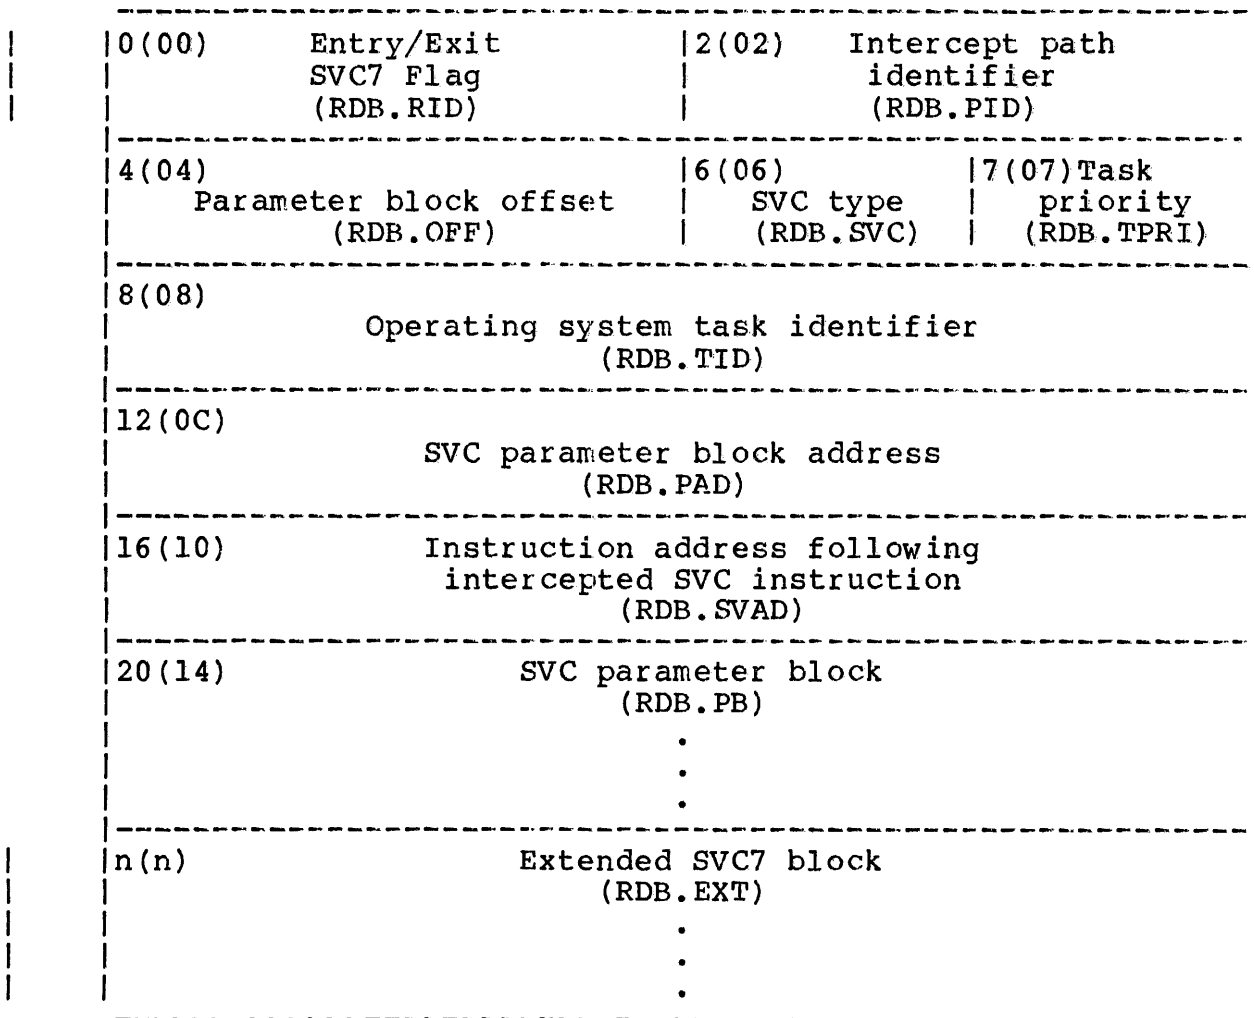 0(00) Entry/Exit 2(02) Intercept path
SVC7 Flag identifier
(RDB.RID) (RDB.PID)
4(04) 6(06) 7(07)Task
Parameter block offset SVC type priority
(RDB.OFF) (RDB.SVC) (RDB.TPRI)
8(08)
Operating system task identifier
(RDB.TID)
12(0C)
SVC parameter block address
(RDB.PAD)
16(10) Instruction address following
intercepted SVC instruction
(RDB.SVAD)
20(14) SVC parameter block
(RDB.PB)
.
.
.
n(n) Extended SVC7 block
(RDB.EXT)
.
.
.